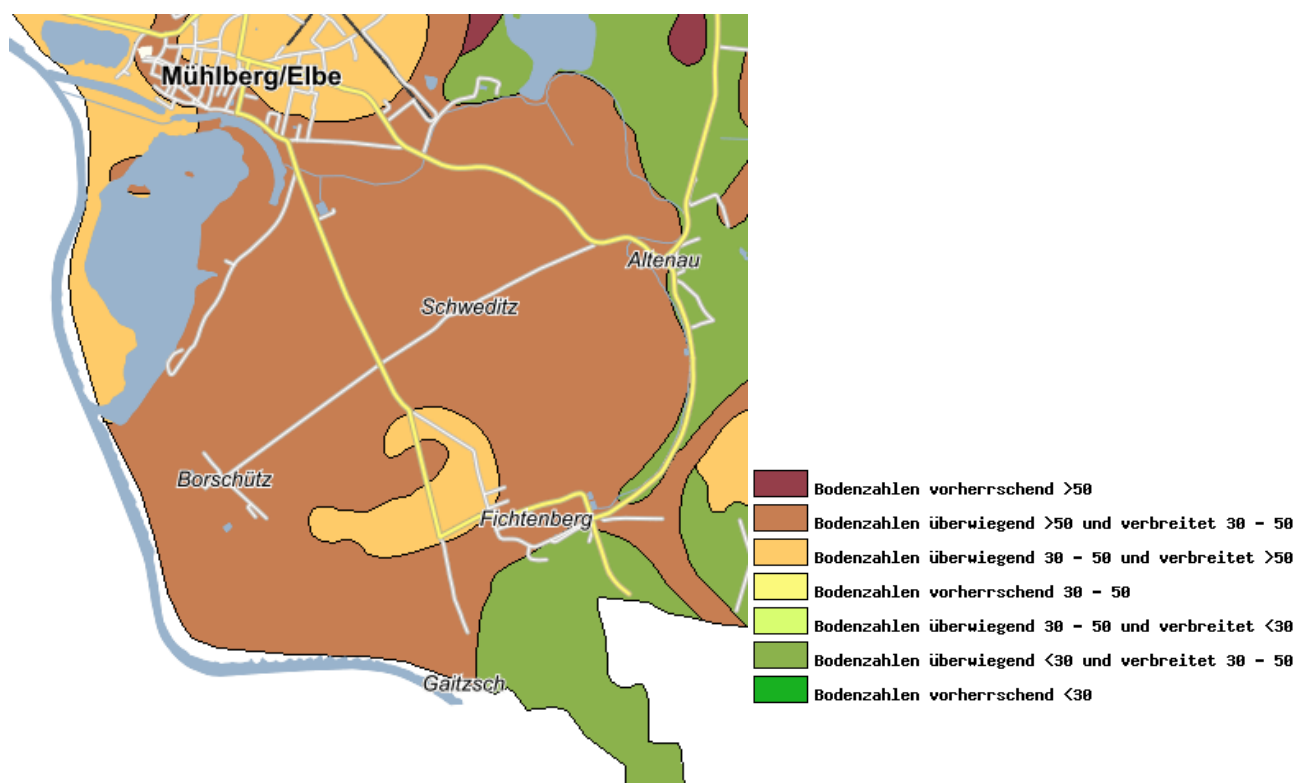 Mühlberg/Elbe
Altenau
Schweditz
Borschütz
Fichtenberg
Gaitzsch
Bodenzahlen vorherrschend >50
Bodenzahlen überwiegend >50 und verbreitet 30 - 50
Bodenzahlen überwiegend 30 - 50 und verbreitet >50
Bodenzahlen vorherrschend 30 - 50
Bodenzahlen überwiegend 30 - 50 und verbreitet <30
Bodenzahlen überwiegend <30 und verbreitet 30 - 50
Bodenzahlen vorherrschend <30